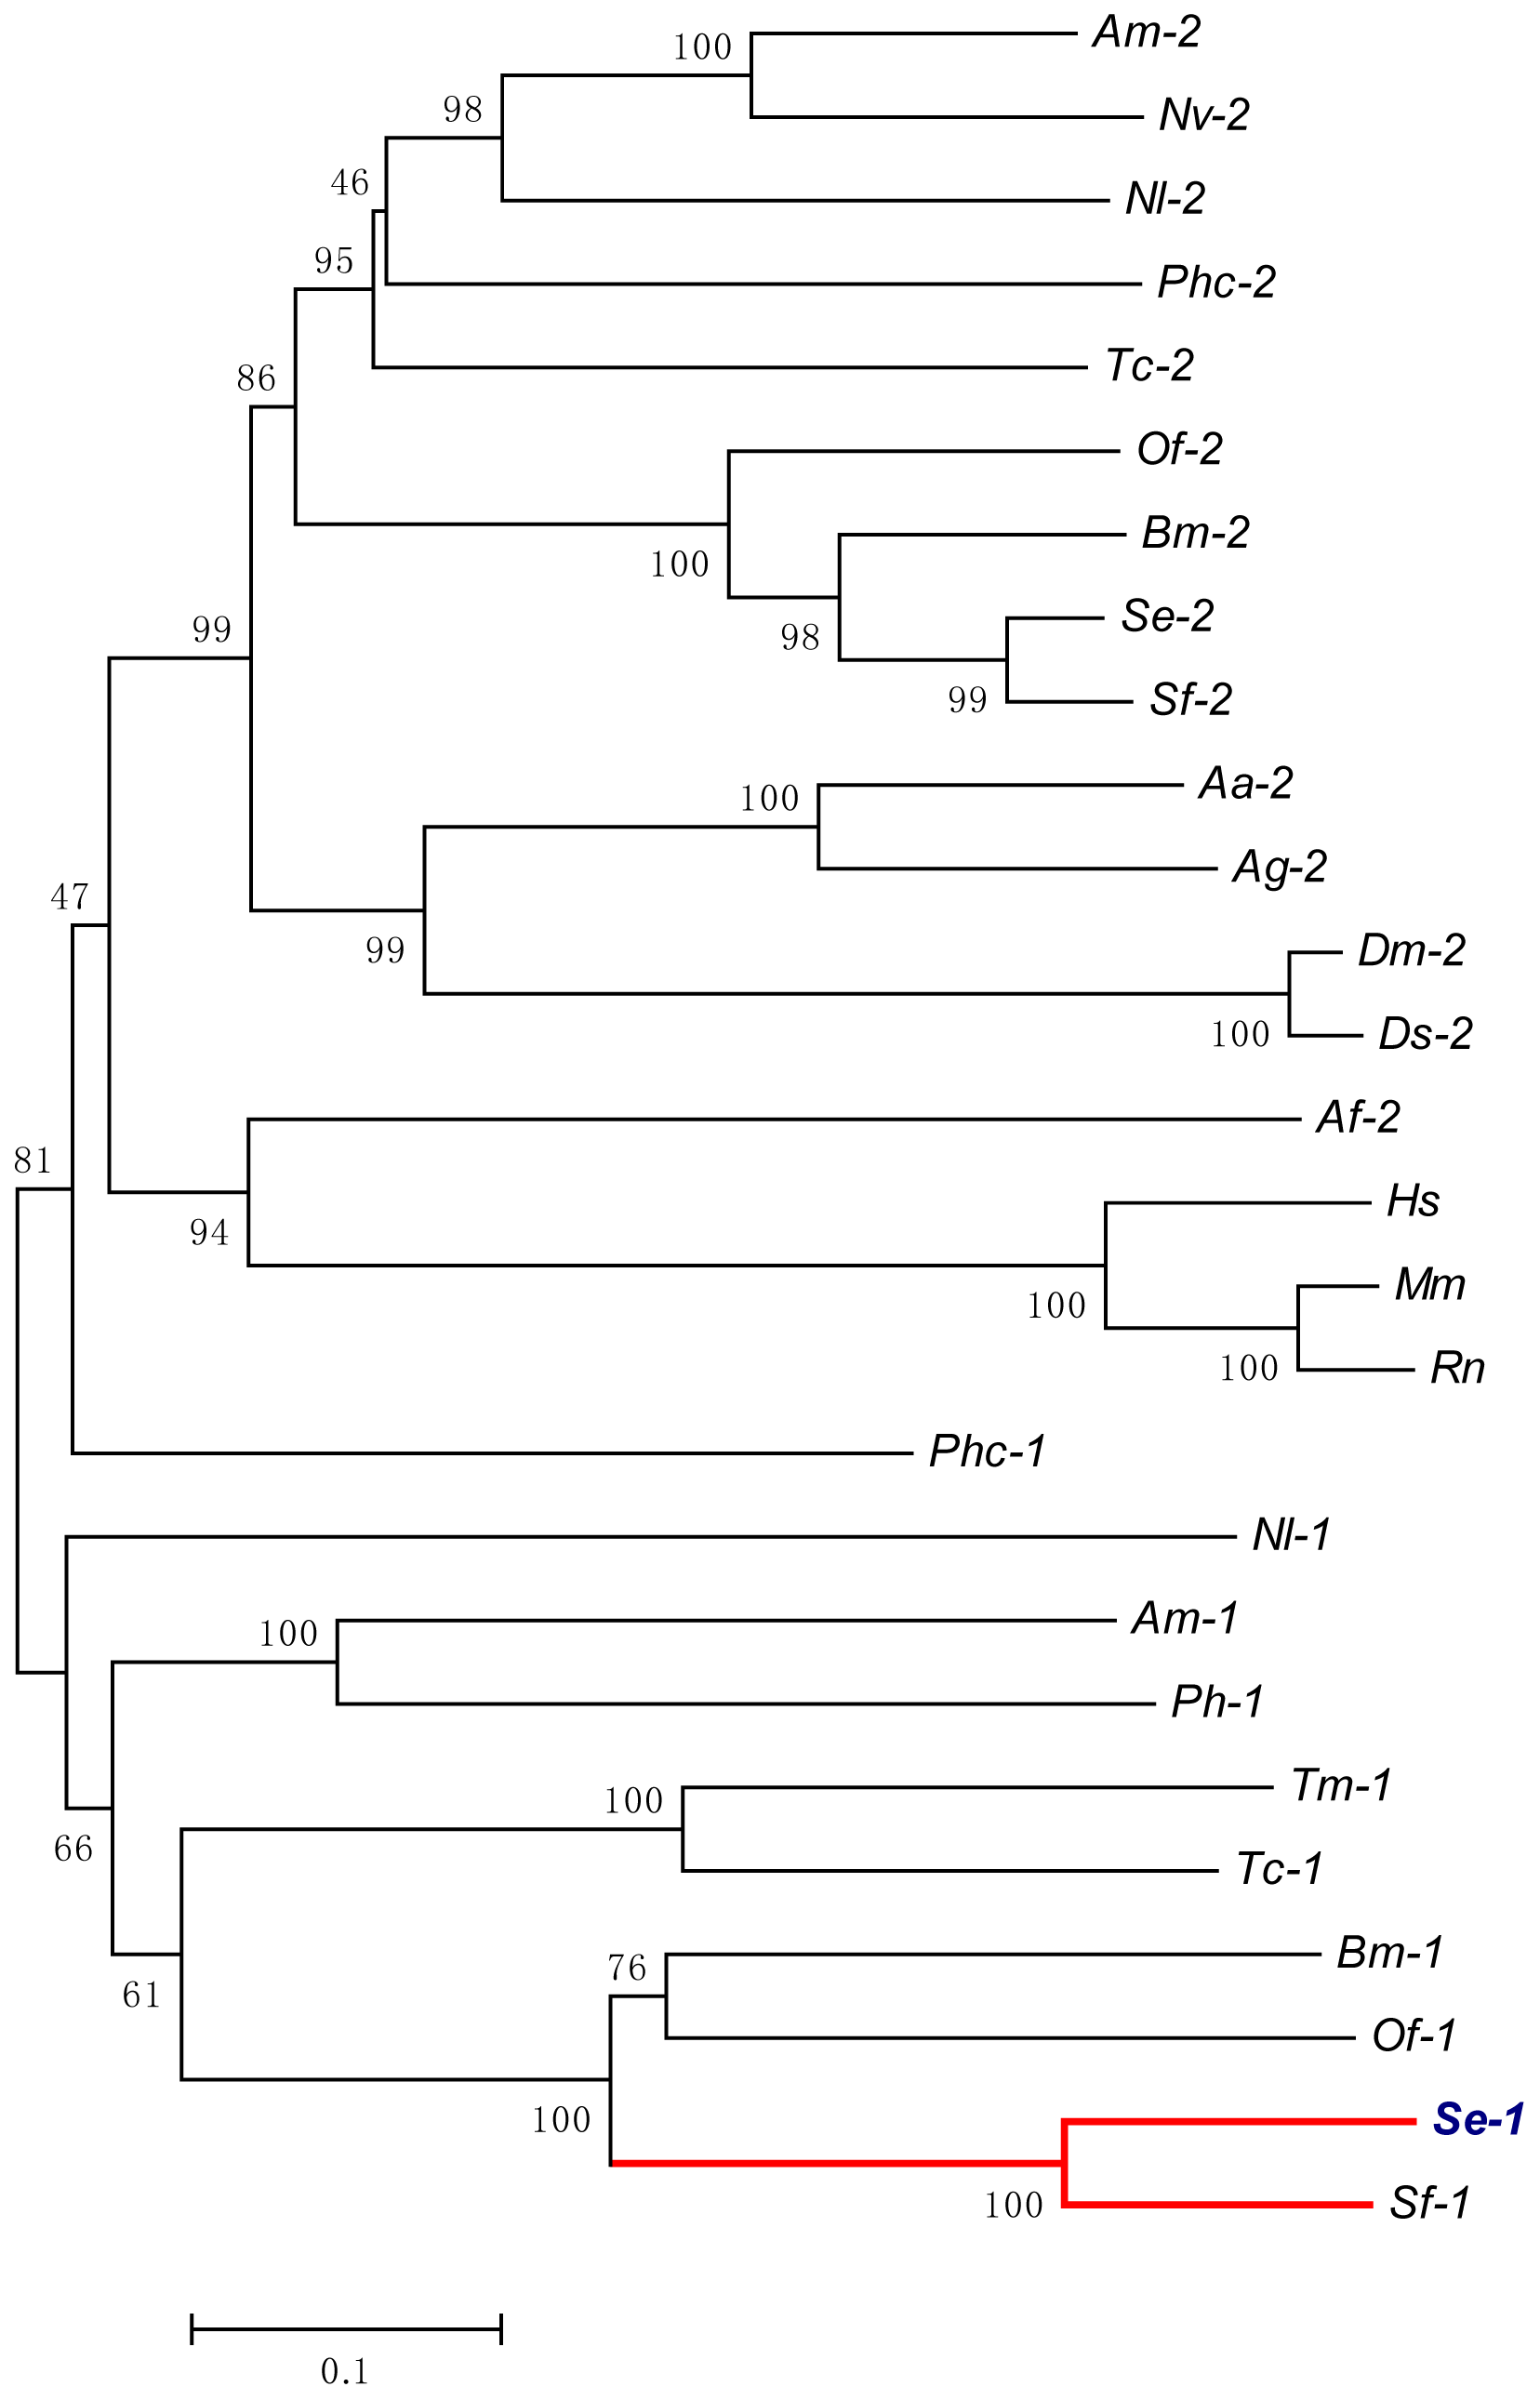 Am-2
100
Nv-2
98
46
Nl-2
95
Phc-2
Tc-2
86
Of-2
Bm-2
100
Se-2
99
98
Sf-2
99
Aa-2
100
Ag-2
47
99
Dm-2
Ds-2
100
Af-2
81
Hs
94
Mm
100
Rn
100
Phc-1
Nl-1
Am-1
100
Ph-1
Tm-1
100
66
Tc-1
Bm-1
76
61
Of-1
100
Se-1
Sf-1
100
0.1